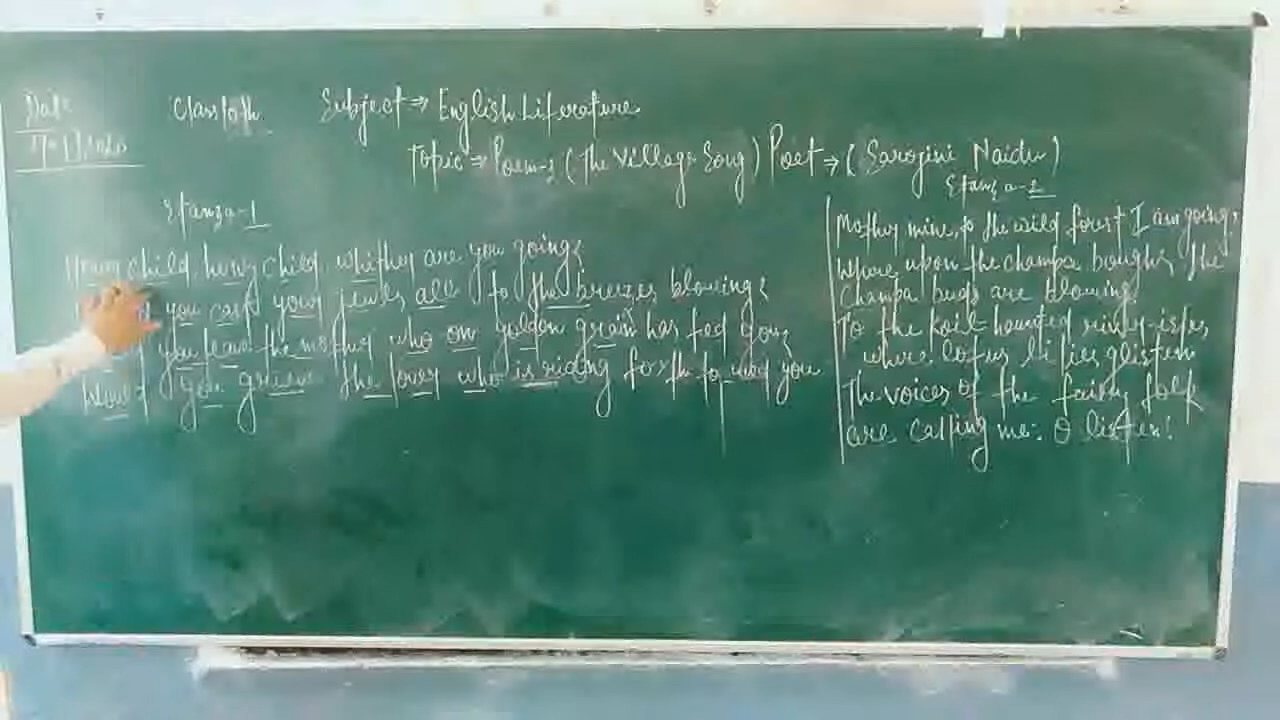 Date
Class 10th
Subject ⇒ English Literature
Topic ⇒ Poem-1 (The Village Song) Poet → (Sarojini Naidu)
Stanza-1
Honey child, honey child, whither are you going?
you cast your jewels all to the breezes blowing?
you leave the mother who on golden grain has fed you?
Would you grieve the lover who is riding forth to wed you
Stanza-2
Mother mine, to the wild forest I am going,
Where upon the champa boughs the
champa buds are blowing.
To the koil haunted river-isles,
where lotus lilies glisten
The voices of the fairy folk
are calling me: O listen!